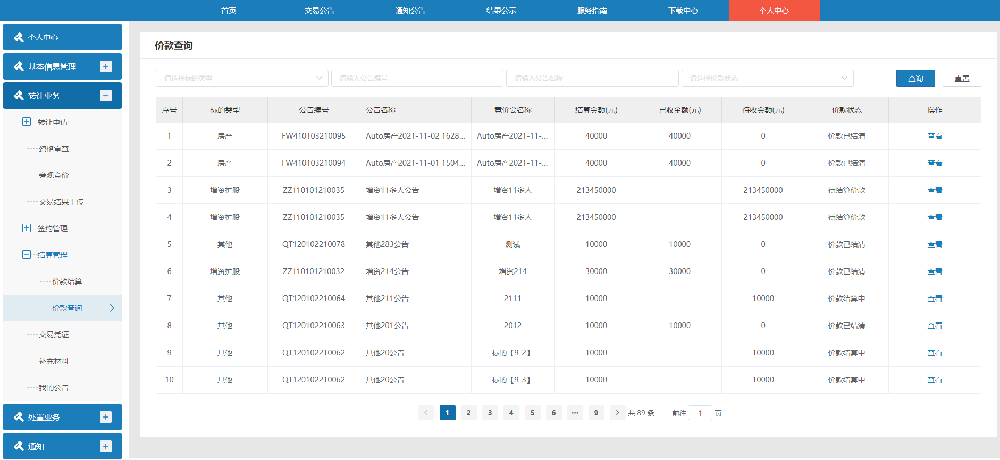 首页 交易公告 通知公告 结果公示 服务指南 下载中心 个人中心
个人中心
基本信息管理
转让业务
转让申请
资格审查
旁观竞价
交易结果上传
签约管理
结算管理
价款结算
价款查询
交易凭证
补充材料
我的公告
处置业务
通知
价款查询
请选择标的类型 请输入公告编号 请输入公告名称 请选择价款状态 查询 重置
序号 标的类型 公告编号 公告名称 竞价会名称 结算金额(元) 已收金额(元) 待收金额(元) 价款状态 操作
1 房产 FW410103210095 Auto房产2021-11-02 1628... Auto房产2021-11-... 40000 40000 0 价款已结清 查看
2 房产 FW410103210094 Auto房产2021-11-01 1504... Auto房产2021-11-... 40000 40000 0 价款已结清 查看
3 增资扩股 ZZ110101210035 增资11多人公告 增资11多人 213450000 213450000 待结算价款 查看
4 增资扩股 ZZ110101210035 增资11多人公告 增资11多人 213450000 213450000 待结算价款 查看
5 其他 QT120102210078 其他283公告 测试 10000 10000 0 价款已结清 查看
6 增资扩股 ZZ110101210032 增资214公告 增资214 30000 30000 0 价款已结清 查看
7 其他 QT120102210064 其他211公告 2111 10000 10000 价款结算中 查看
8 其他 QT120102210063 其他201公告 2012 10000 10000 0 价款已结清 查看
9 其他 QT120102210062 其他20公告 标的【9-2】 10000 10000 价款结算中 查看
10 其他 QT120102210062 其他20公告 标的【9-3】 10000 10000 价款结算中 查看
1 2 3 4 5 6 ... 9 共 89 条 前往 1 页